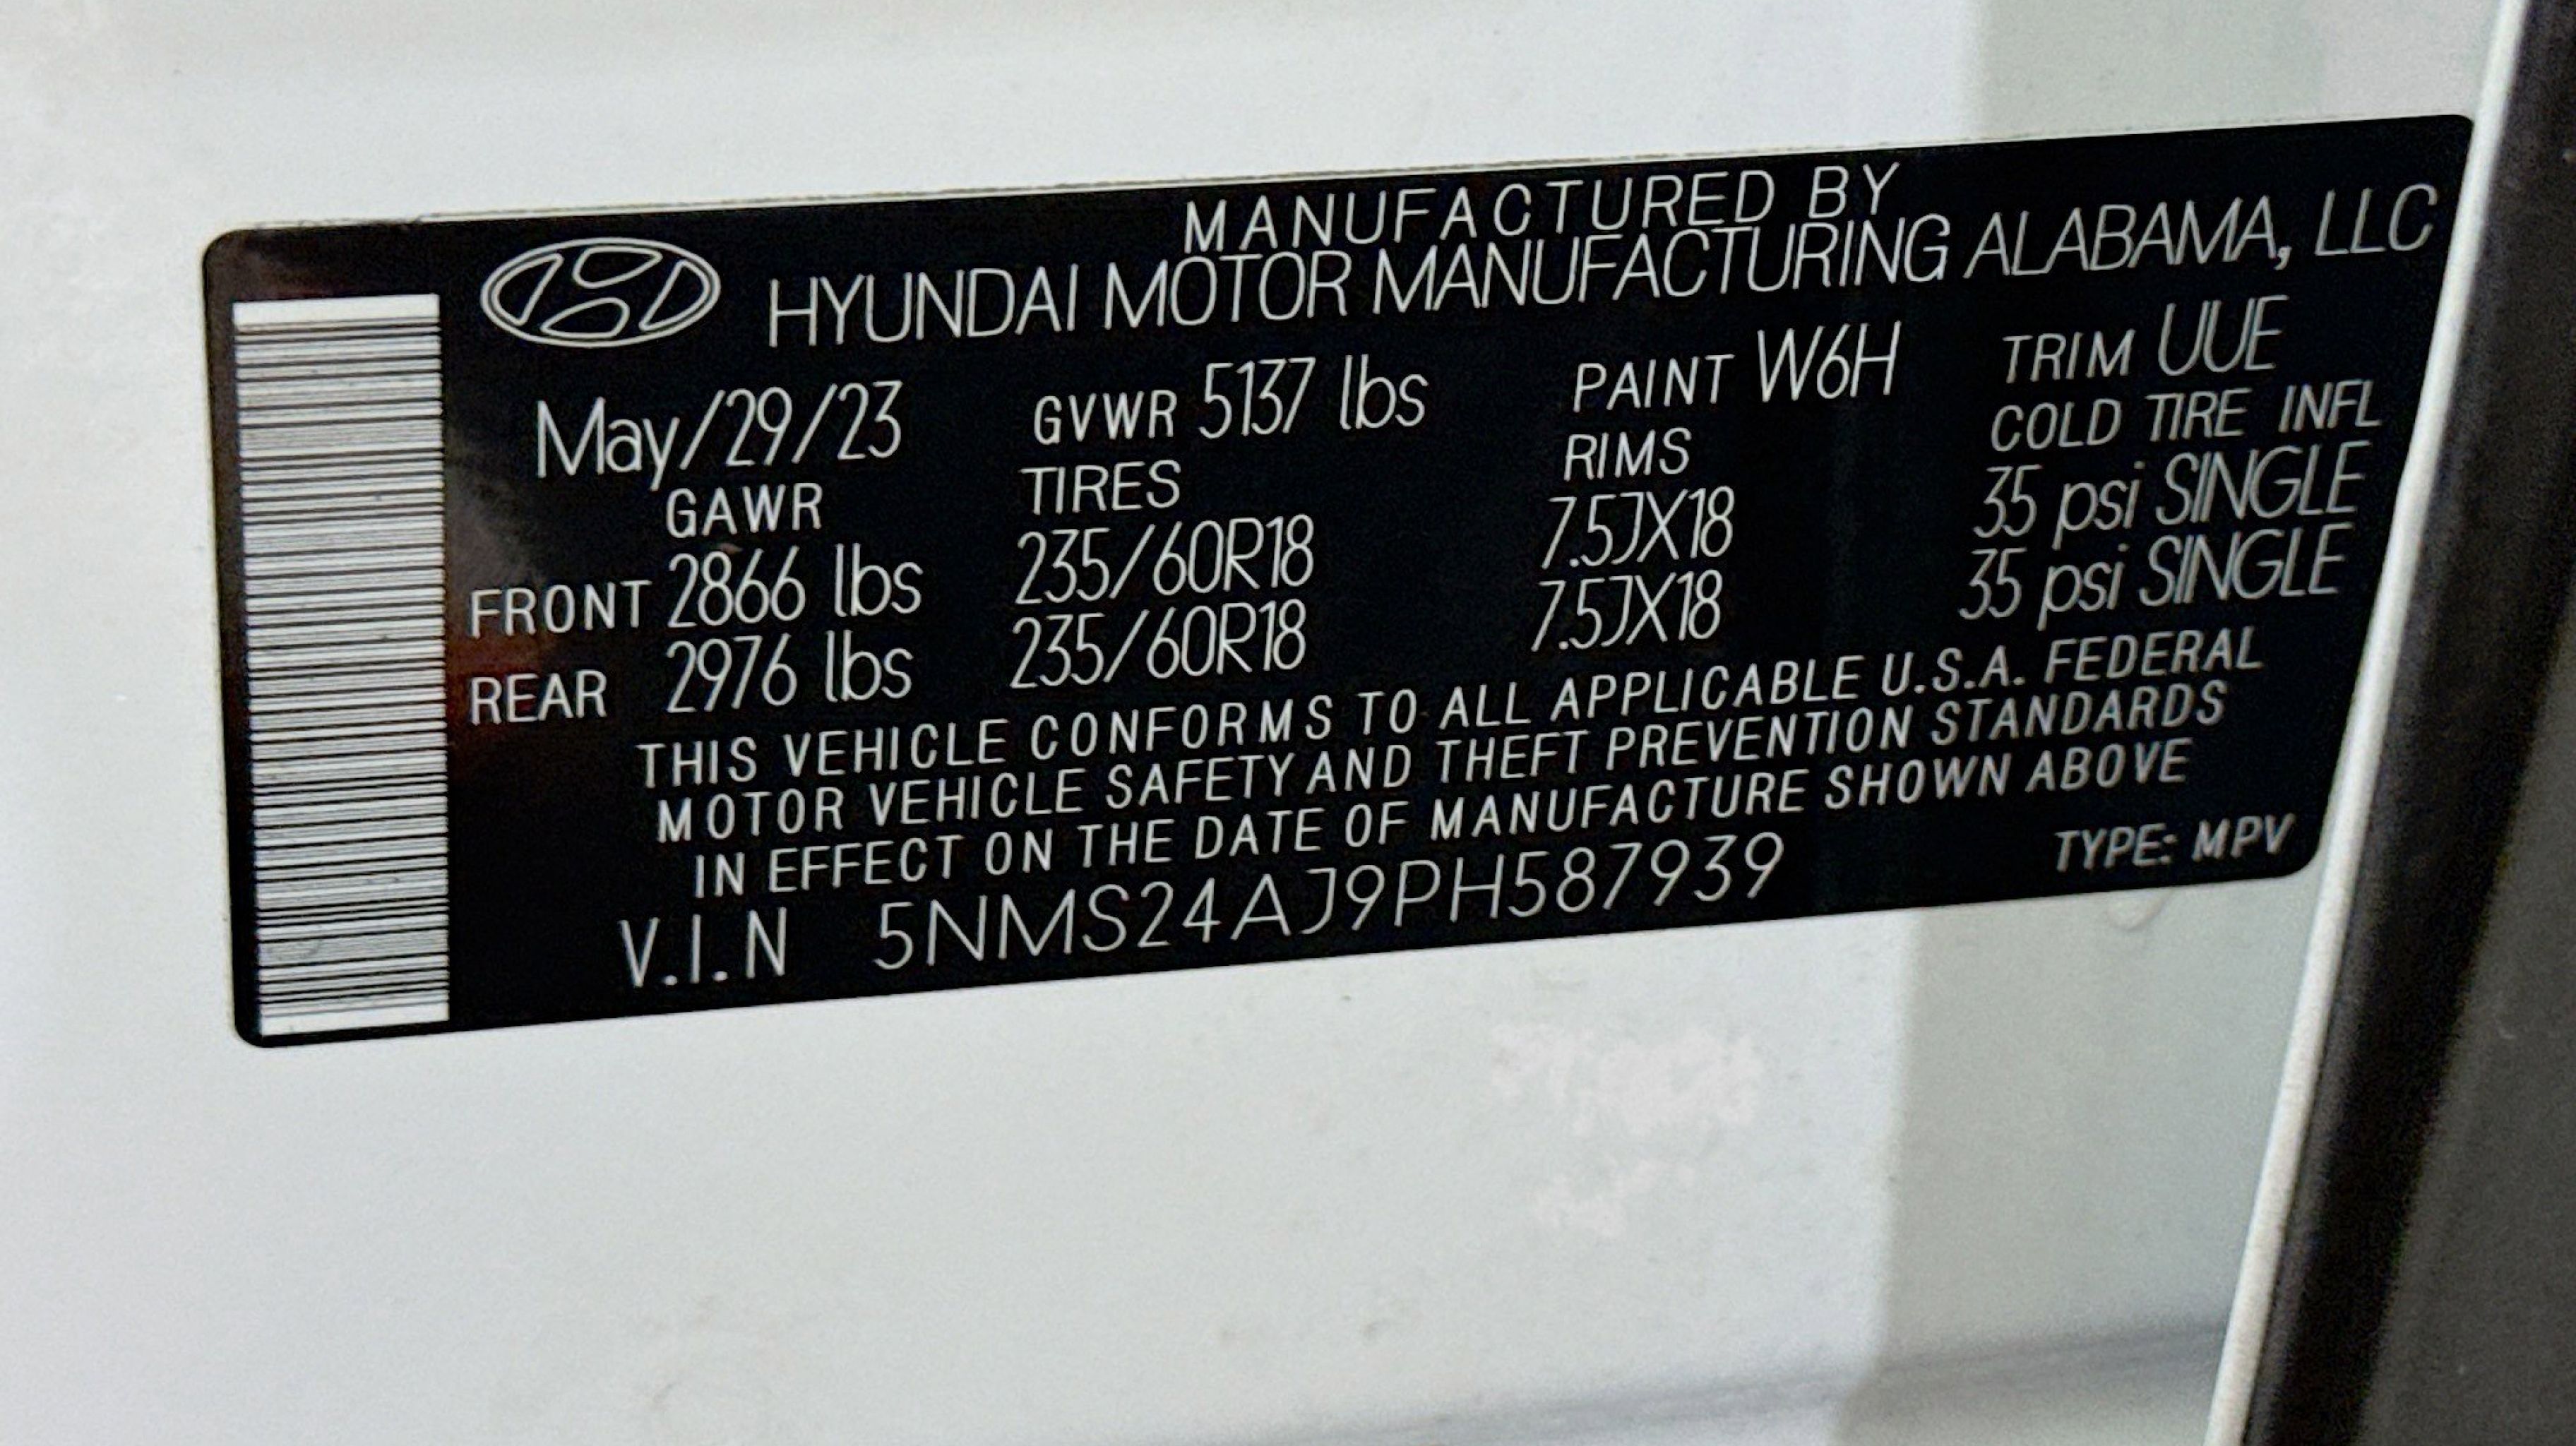 MANUFACTURED BY
HYUNDAI MOTOR MANUFACTURING ALABAMA, LLC
May/29/23 GVWR 5137 lbs PAINT W6H TRIM UUE
GAWR TIRES RIMS COLD TIRE INFL
FRONT 2866 lbs 235/60R18 7.5JX18 35 psi SINGLE
REAR 2976 lbs 235/60R18 7.5JX18 35 psi SINGLE
THIS VEHICLE CONFORMS TO ALL APPLICABLE U.S.A. FEDERAL
MOTOR VEHICLE SAFETY AND THEFT PREVENTION STANDARDS
IN EFFECT ON THE DATE OF MANUFACTURE SHOWN ABOVE
V.I.N 5NMS24AJ9PH587939 TYPE: MPV